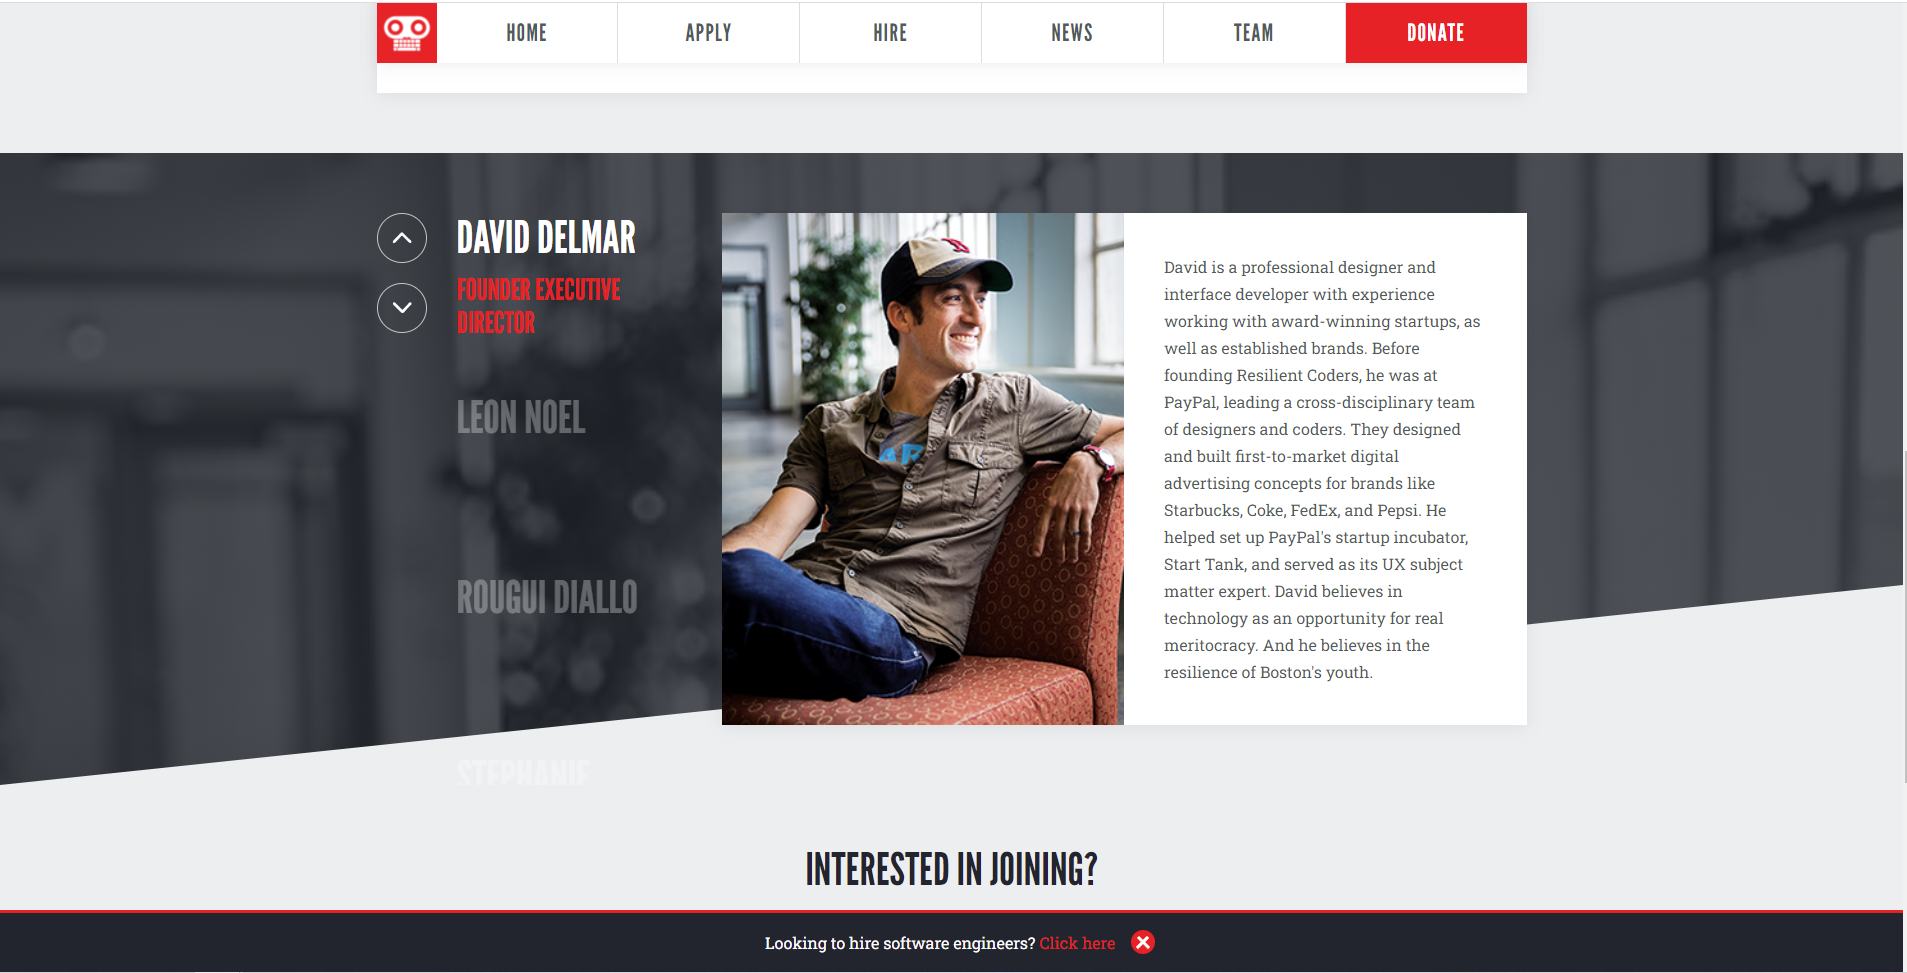 HOME
APPLY
HIRE
NEWS
TEAM
DONATE
DAVID DELMAR
FOUNDER EXECUTIVE
DIRECTOR
LEON NOEL
ROUGUI DIALLO
STEPHANIE
AR
David is a professional designer and
interface developer with experience
working with award-winning startups, as
well as established brands. Before
founding Resilient Coders, he was at
PayPal, leading a cross-disciplinary team
of designers and coders. They designed
and built first-to-market digital
advertising concepts for brands like
Starbucks, Coke, FedEx, and Pepsi. He
helped set up PayPal's startup incubator,
Start Tank, and served as its UX subject
matter expert. David believes in
technology as an opportunity for real
meritocracy. And he believes in the
resilience of Boston's youth.
INTERESTED IN JOINING?
Looking to hire software engineers? Click here